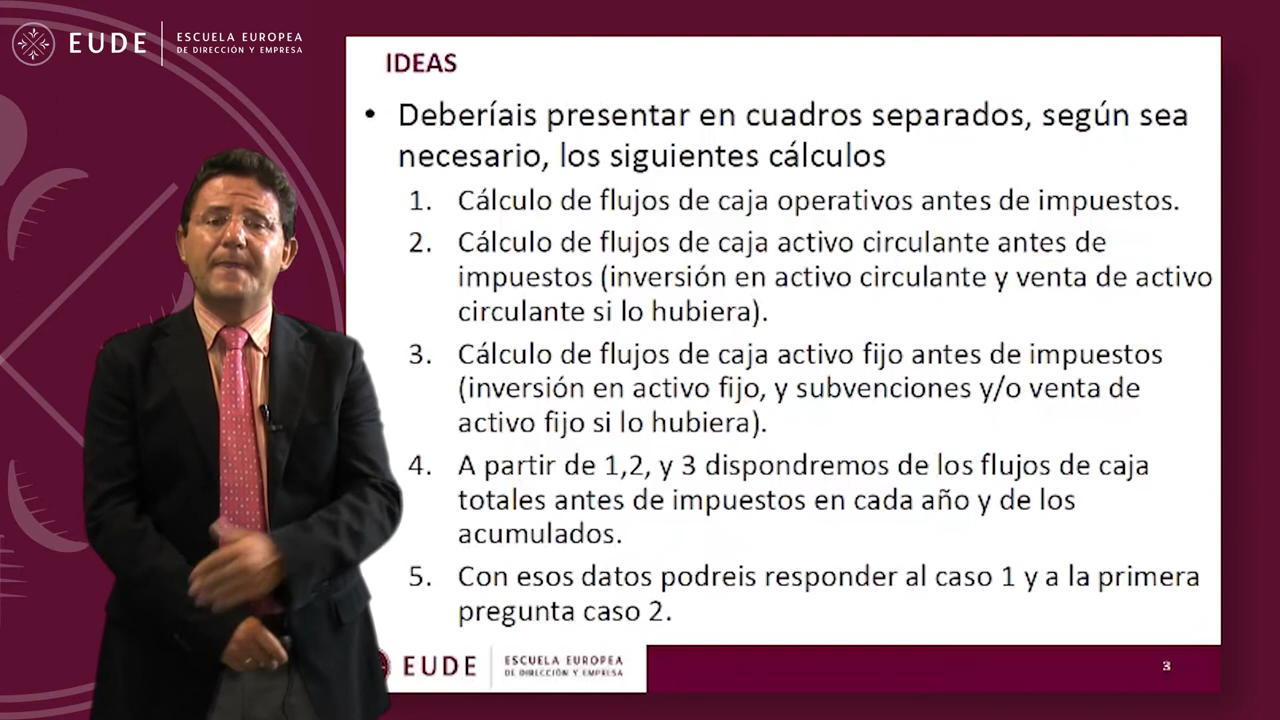 EUDE
ESCUELA EUROPEA
DE DIRECCIÓN Y EMPRESA
IDEAS
• Deberíais presentar en cuadros separados, según sea
necesario, los siguientes cálculos
1. Cálculo de flujos de caja operativos antes de impuestos.
2. Cálculo de flujos de caja activo circulante antes de
impuestos (inversión en activo circulante y venta de activo
circulante si lo hubiera).
3. Cálculo de flujos de caja activo fijo antes de impuestos
(inversión en activo fijo, y subvenciones y/o venta de
activo fijo si lo hubiera).
4. A partir de 1,2, y 3 dispondremos de los flujos de caja
totales antes de impuestos en cada año y de los
acumulados.
5. Con esos datos podreis responder al caso 1 y a la primera
pregunta caso 2.
EUDE
ESCUELA EUROPEA
DE DIRECCIÓN Y EMPRESA
3